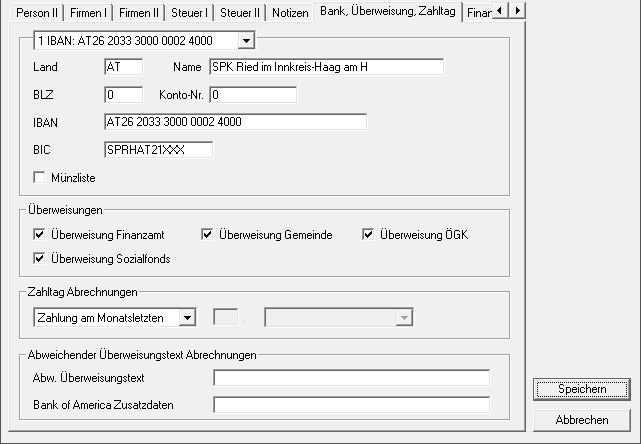 Person II Firmen I Firmen II Steuer I Steuer II Notizen Bank, Überweisung, Zahltag Finan
1 IBAN: AT26 2033 3000 0002 4000
Land AT Name SPK Ried im Innkreis-Haag am H
BLZ 0 Konto-Nr. 0
IBAN AT26 2033 3000 0002 4000
BIC SPRHAT21XXX
Münzliste
Überweisungen
Überweisung Finanzamt Überweisung Gemeinde Überweisung ÖGK
Überweisung Sozialfonds
Zahltag Abrechnungen
Zahlung am Monatsletzten .
Abweichender Überweisungstext Abrechnungen
Abw. Überweisungstext
Bank of America Zusatzdaten
Speichern
Abbrechen